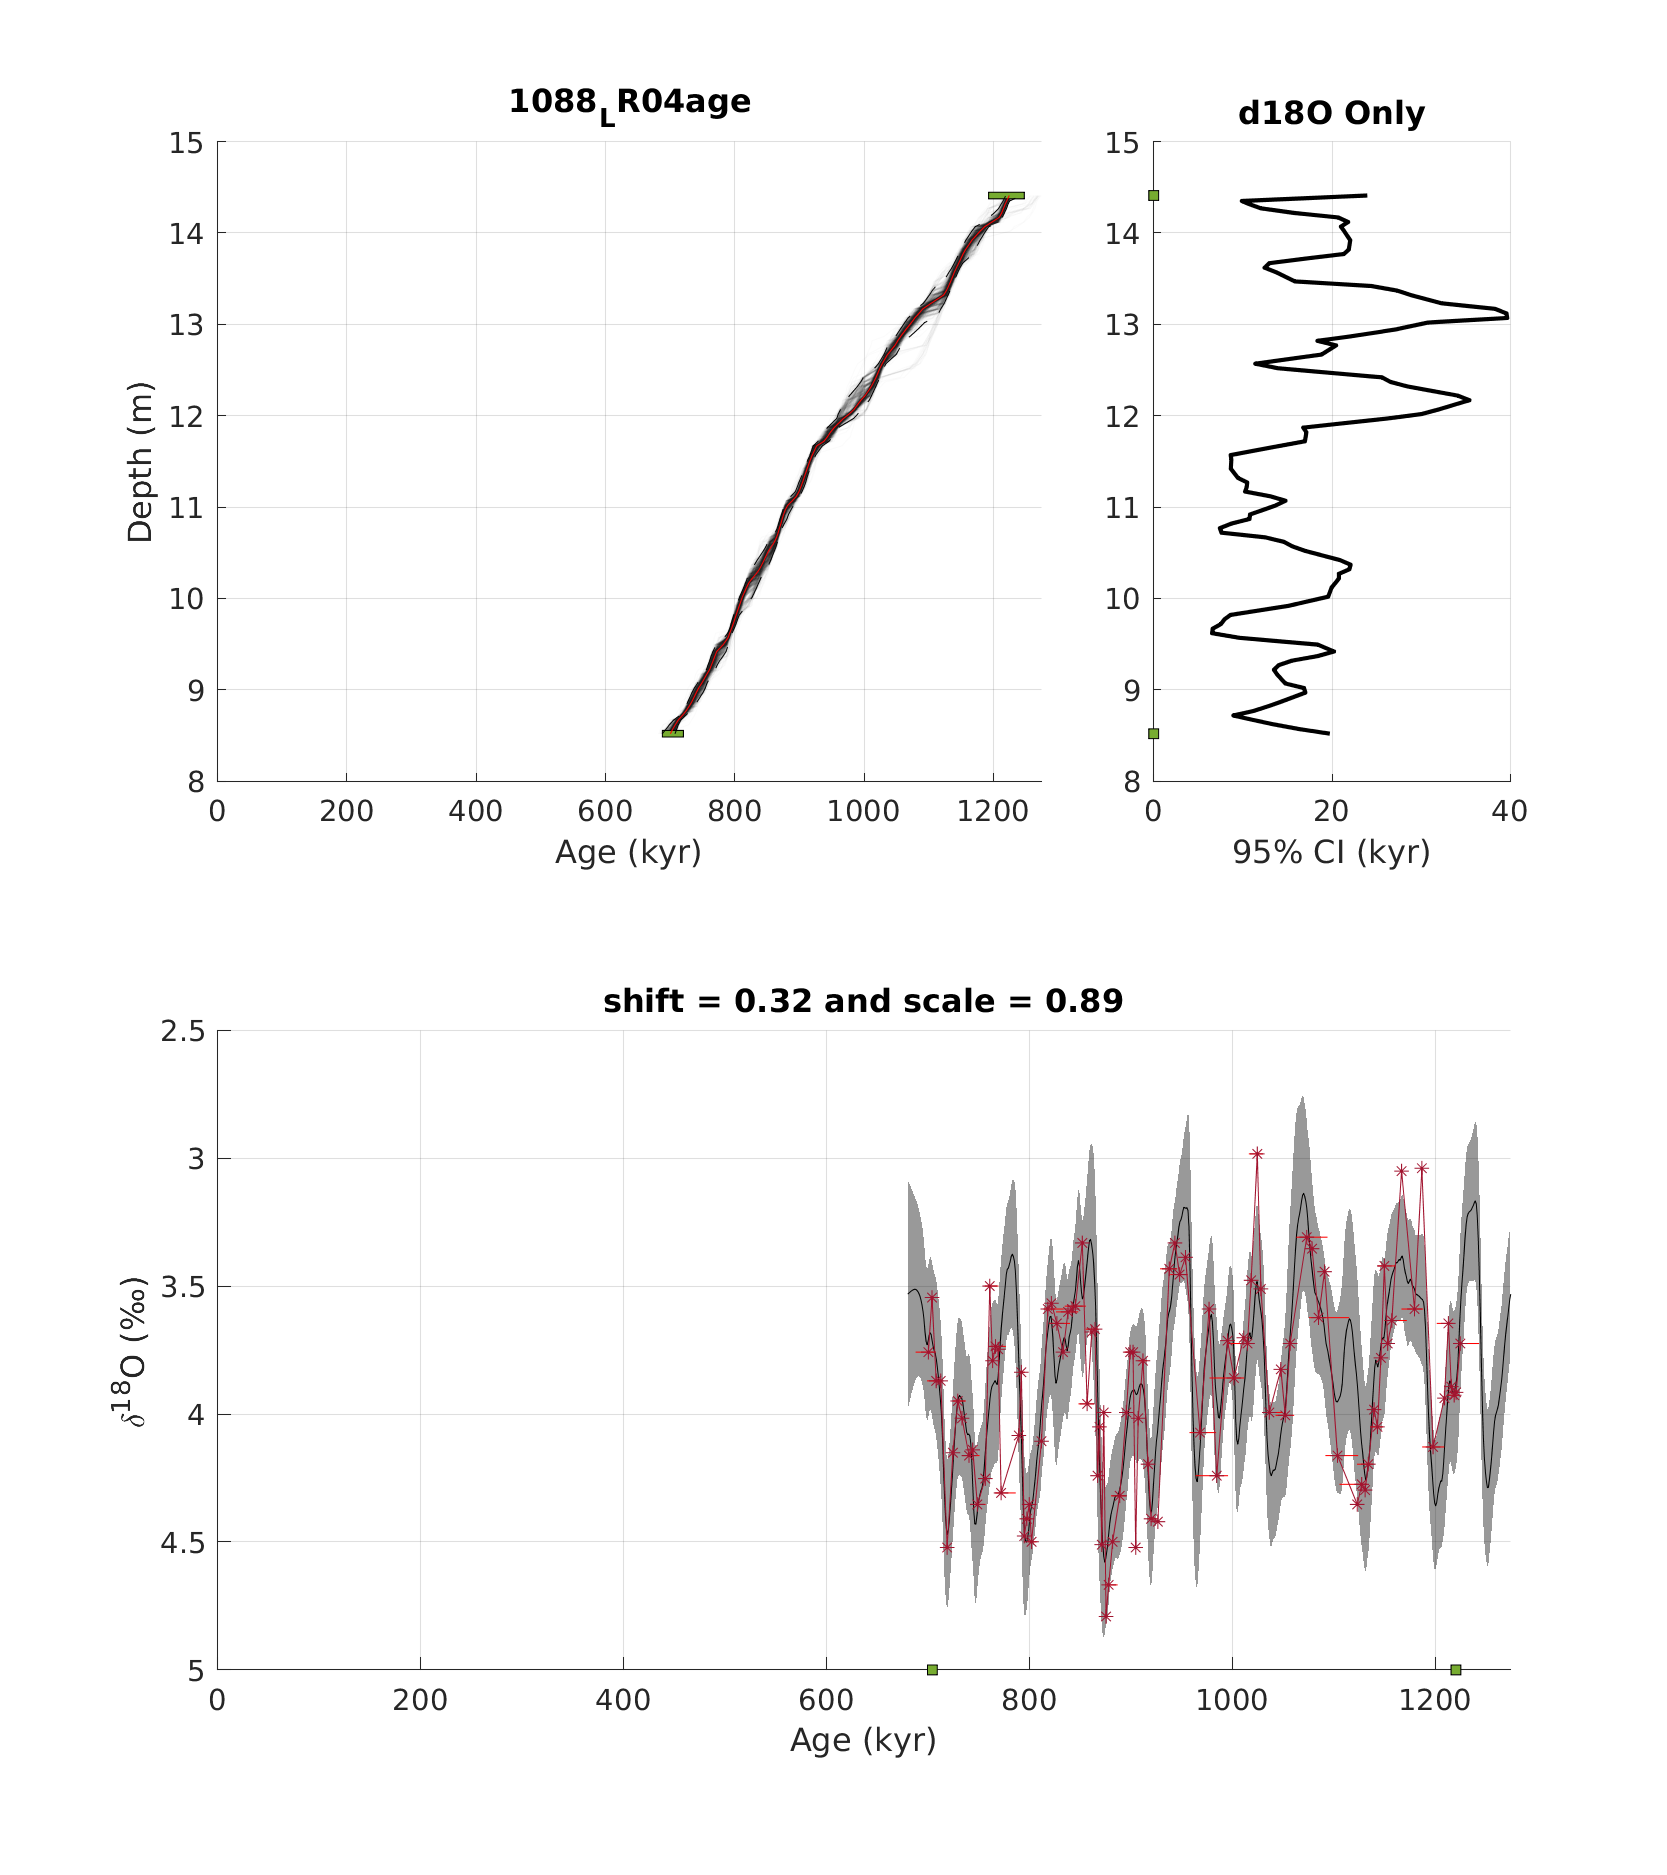 1088LR04age
15
14
13
12
11
10
9
8
Depth (m)
0 200 400 600 800 1000 1200
Age (kyr)
d18O Only
15
14
13
12
11
10
9
8
0 20 40
95% CI (kyr)
shift = 0.32 and scale = 0.89
2.5
3
3.5
4
4.5
5
δ18O (‰)
0 200 400 600 800 1000 1200
Age (kyr)